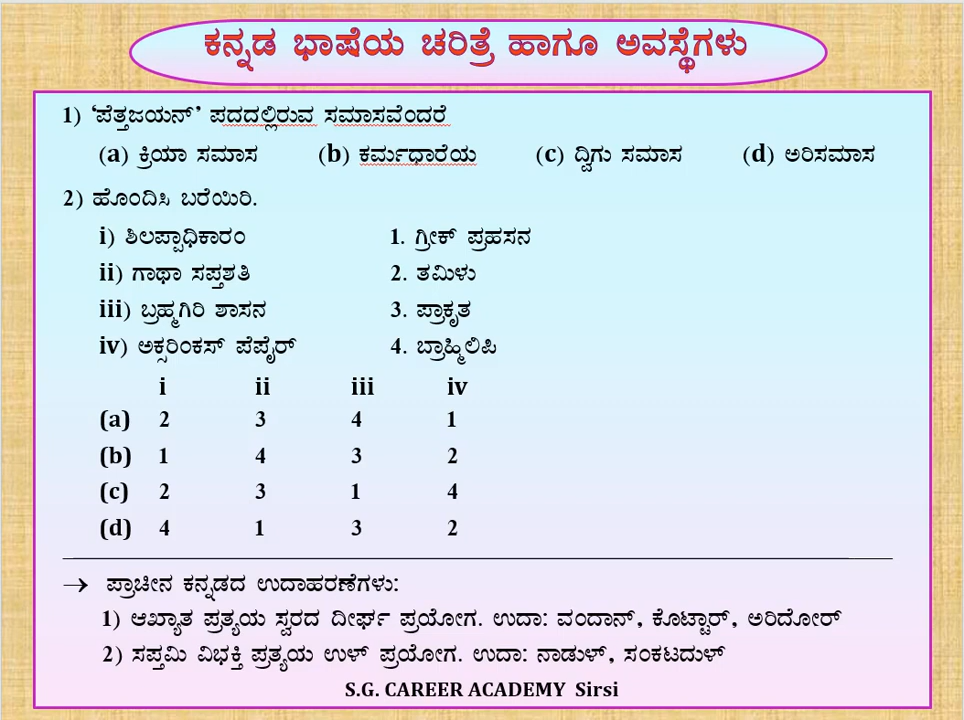 ಕನ್ನಡ ಭಾಷೆಯ ಚರಿತ್ರೆ ಹಾಗೂ ಅವಸ್ಥೆಗಳು
1) ‘ಪೆತ್ತಜಯನ್’ ಪದದಲ್ಲಿರುವ ಸಮಾಸವೆಂದರೆ
(a) ಕ್ರಿಯಾ ಸಮಾಸ (b) ಕರ್ಮಧಾರೆಯ (c) ದ್ವಿಗು ಸಮಾಸ (d) ಅರಿಸಮಾಸ
2) ಹೊಂದಿಸಿ ಬರೆಯಿರಿ.
i) ಶಿಲಪ್ಪಾಧಿಕಾರಂ 1. ಗ್ರೀಕ್ ಪ್ರಹಸನ
ii) ಗಾಥಾ ಸಪ್ತಶತಿ 2. ತಮಿಳು
iii) ಬ್ರಹ್ಮಗಿರಿ ಶಾಸನ 3. ಪ್ರಾಕೃತ
iv) ಅಕ್ಸರಿಂಕಸ್ ಪೆಪೈರ್ 4. ಬ್ರಾಹ್ಮಿಲಿಪಿ
i ii iii iv
(a) 2 3 4 1
(b) 1 4 3 2
(c) 2 3 1 4
(d) 4 1 3 2
→ ಪ್ರಾಚೀನ ಕನ್ನಡದ ಉದಾಹರಣೆಗಳು:
1) ಆಖ್ಯಾತ ಪ್ರತ್ಯಯ ಸ್ವರದ ದೀರ್ಘ ಪ್ರಯೋಗ. ಉದಾ: ವಂದಾನ್, ಕೊಟ್ಟಾರ್, ಅರಿದೋರ್
2) ಸಪ್ತಮಿ ವಿಭಕ್ತಿ ಪ್ರತ್ಯಯ ಉಳ್ ಪ್ರಯೋಗ. ಉದಾ: ನಾಡುಳ್, ಸಂಕಟದುಳ್
S.G. CAREER ACADEMY Sirsi